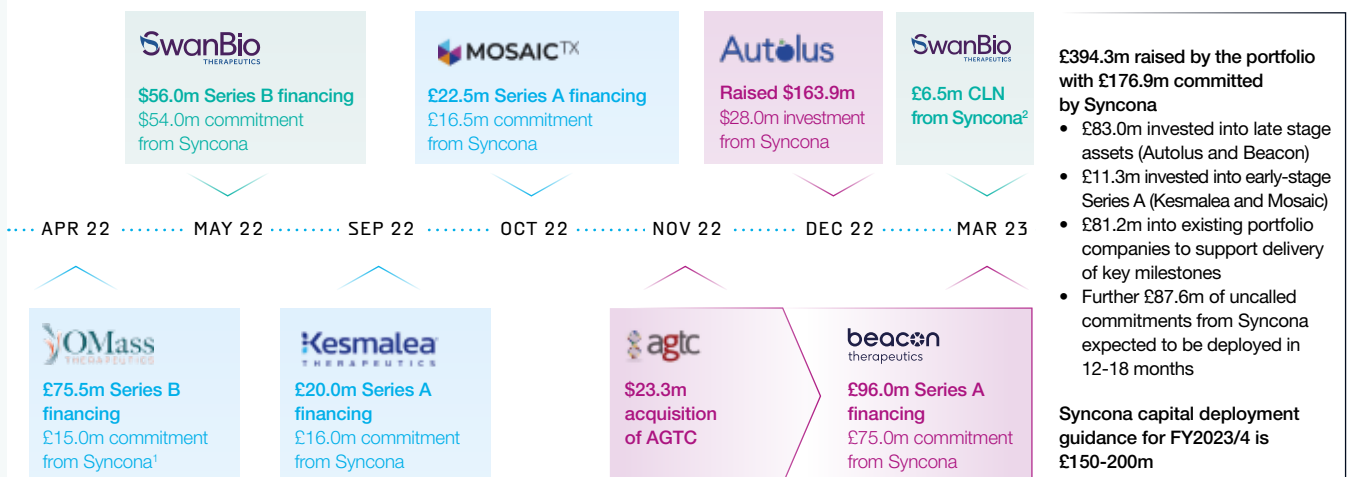 SwanBio
THERAPEUTICS
$56.0m Series B financing
$54.0m commitment
from Syncona
MOSAIC TX
£22.5m Series A financing
£16.5m commitment
from Syncona
Autolus
Raised $163.9m
$28.0m investment
from Syncona
SwanBio
THERAPEUTICS
£6.5m CLN
from Syncona²
APR 22
MAY 22
SEP 22
OCT 22
NOV 22
DEC 22
MAR 23
OMass
THERAPEUTICS
£75.5m Series B
financing
£15.0m commitment
from Syncona¹
Kesmalea
THERAPEUTICS
£20.0m Series A
financing
£16.0m commitment
from Syncona
agtc
$23.3m
acquisition
of AGTC
beacon
therapeutics
£96.0m Series A
financing
£75.0m commitment
from Syncona
£394.3m raised by the portfolio
with £176.9m committed
by Syncona
• £83.0m invested into late stage
assets (Autolus and Beacon)
• £11.3m invested into early-stage
Series A (Kesmalea and Mosaic)
• £81.2m into existing portfolio
companies to support delivery
of key milestones
• Further £87.6m of uncalled
commitments from Syncona
expected to be deployed in
12-18 months
Syncona capital deployment
guidance for FY2023/4 is
£150-200m